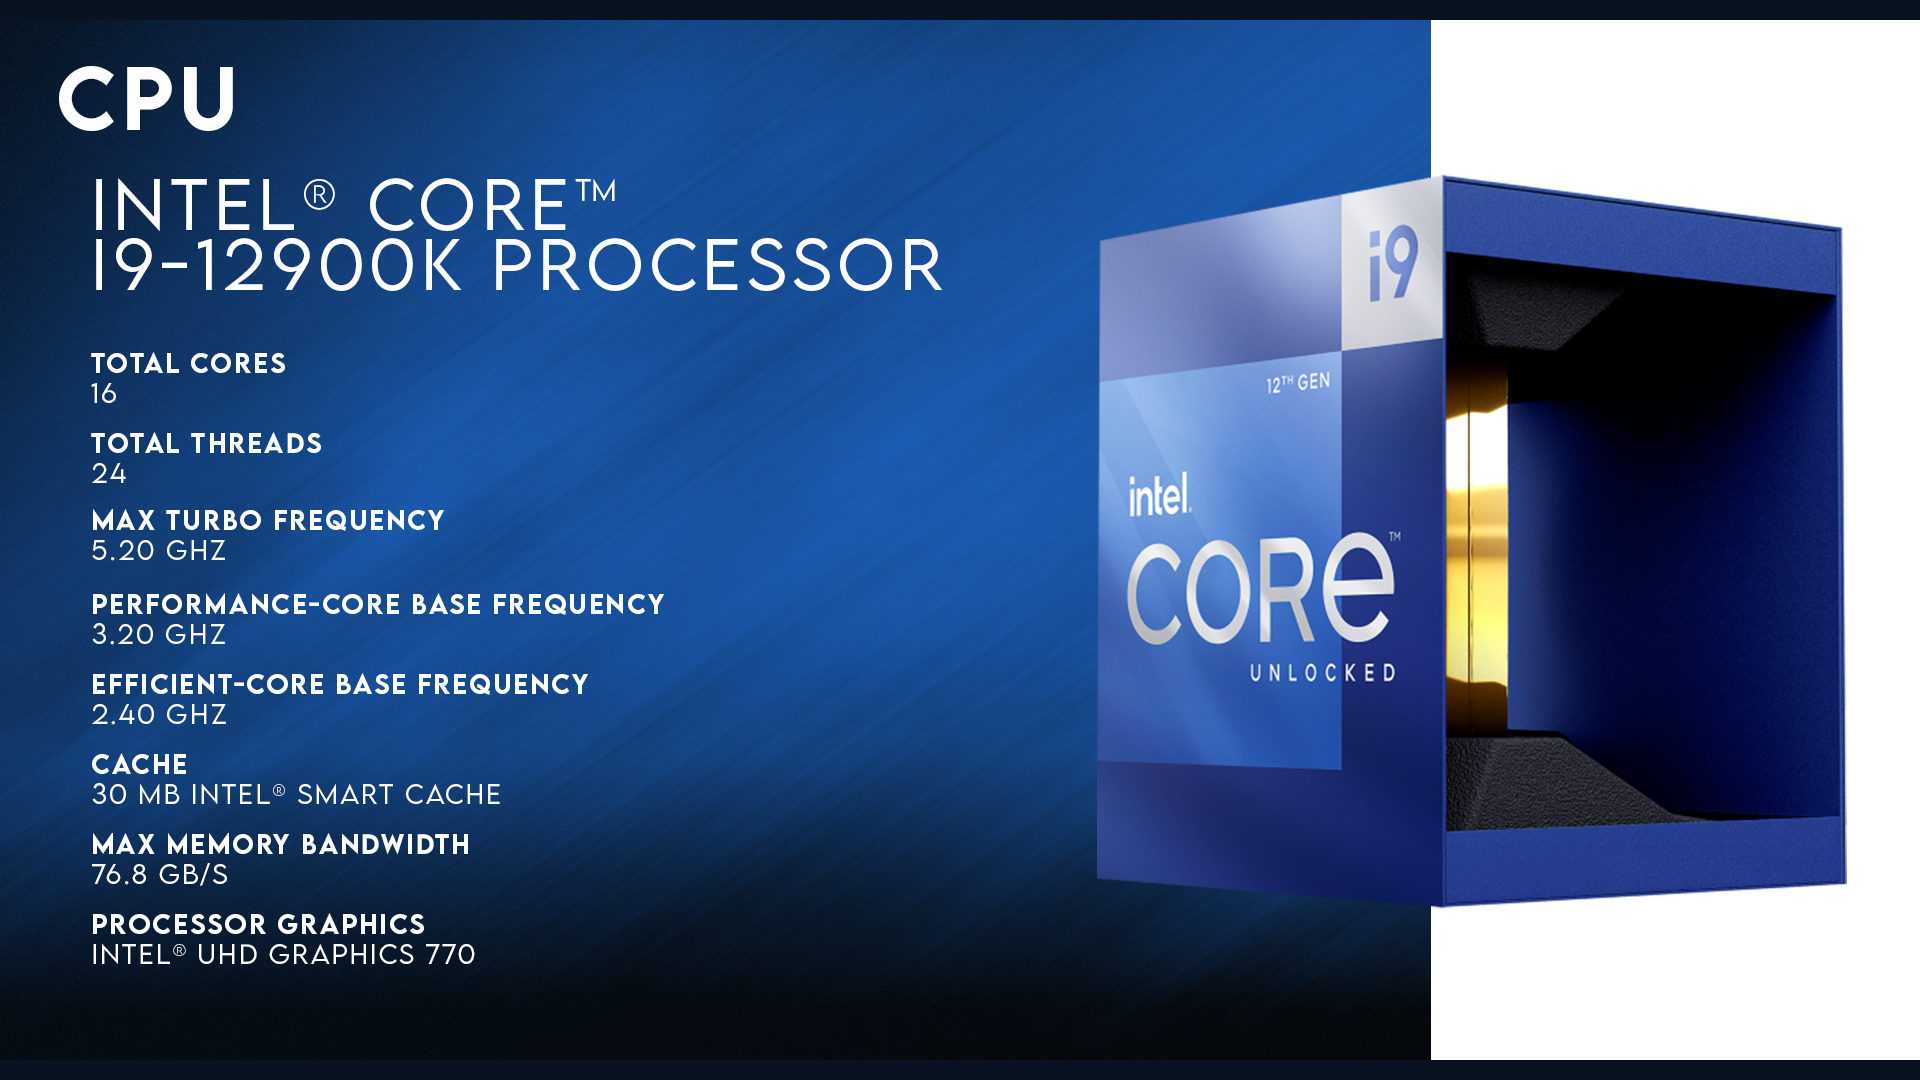 CPU
INTEL® CORE™
I9-12900K PROCESSOR
TOTAL CORES
16
TOTAL THREADS
24
MAX TURBO FREQUENCY
5.20 GHZ
PERFORMANCE-CORE BASE FREQUENCY
3.20 GHZ
EFFICIENT-CORE BASE FREQUENCY
2.40 GHZ
CACHE
30 MB INTEL® SMART CACHE
MAX MEMORY BANDWIDTH
76.8 GB/S
PROCESSOR GRAPHICS
INTEL® UHD GRAPHICS 770
i9
12TH GEN
intel.
CORe™
UNLOCKED